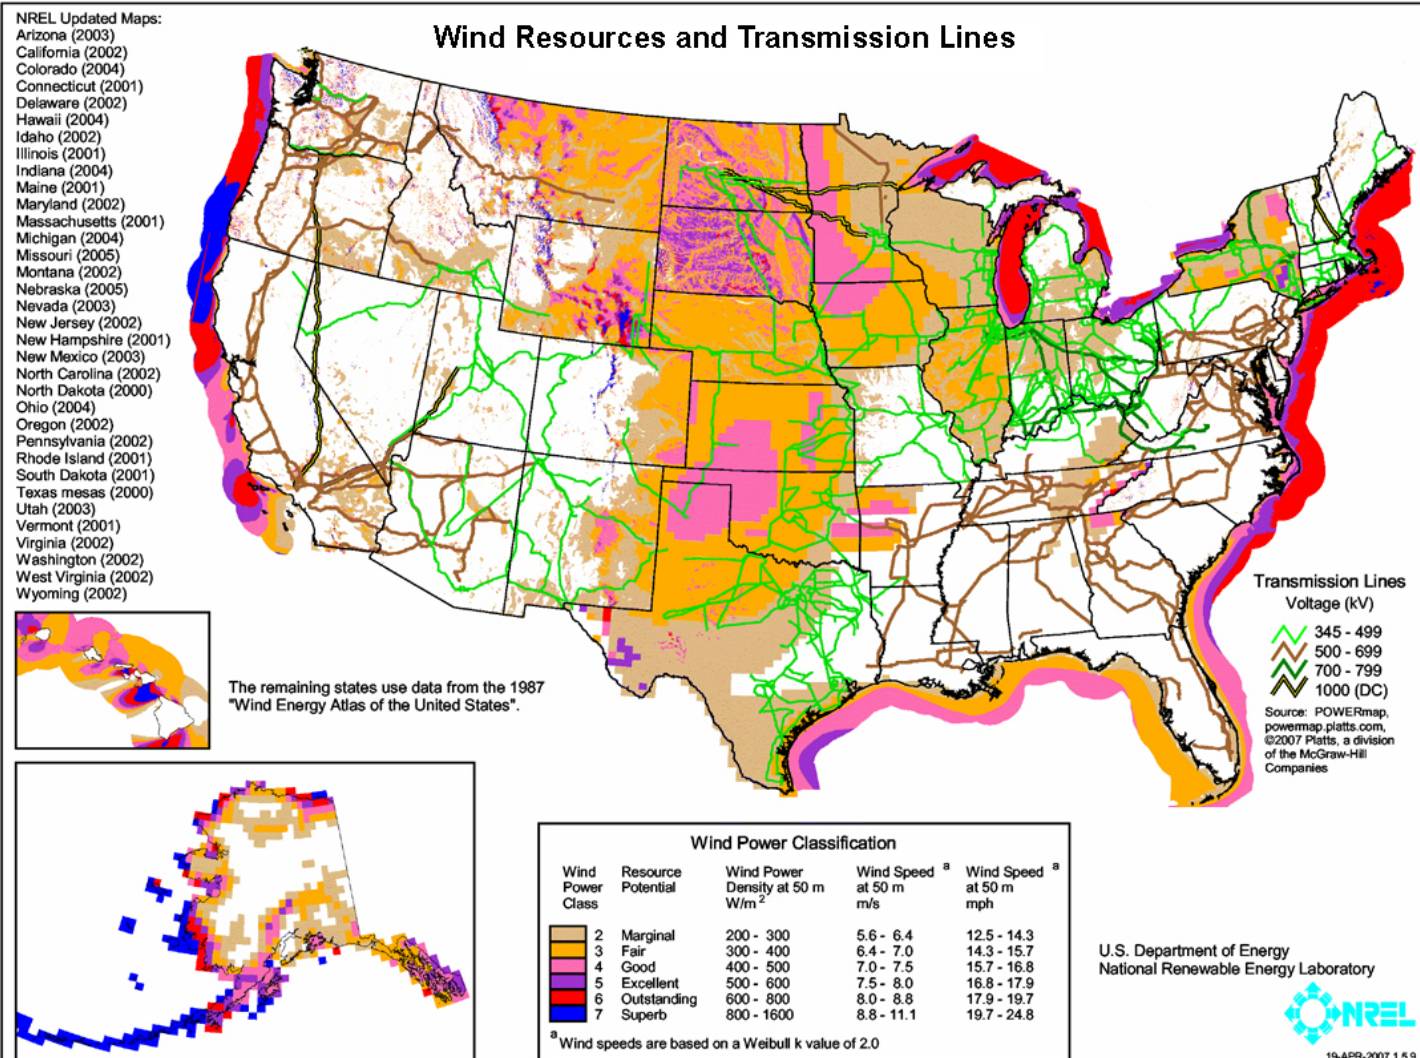 Wind Resources and Transmission Lines
NREL Updated Maps:
Arizona (2003)
California (2002)
Colorado (2004)
Connecticut (2001)
Delaware (2002)
Hawaii (2004)
Idaho (2002)
Illinois (2001)
Indiana (2004)
Maine (2001)
Maryland (2002)
Massachusetts (2001)
Michigan (2004)
Missouri (2005)
Montana (2002)
Nebraska (2005)
Nevada (2003)
New Jersey (2002)
New Hampshire (2001)
New Mexico (2003)
North Carolina (2002)
North Dakota (2000)
Ohio (2004)
Oregon (2002)
Pennsylvania (2002)
Rhode Island (2001)
South Dakota (2001)
Texas mesas (2000)
Utah (2003)
Vermont (2001)
Virginia (2002)
Washington (2002)
West Virginia (2002)
Wyoming (2002)
The remaining states use data from the 1987
"Wind Energy Atlas of the United States".
Transmission Lines
Voltage (kV)
345 - 499
500 - 699
700 - 799
1000 (DC)
Source: POWERmap,
powermap.platts.com,
©2007 Platts, a division
of the McGraw-Hill
Companies
Wind Power Classification
Wind Resource Wind Power Wind Speed a Wind Speed a
Power Potential Density at 50 m at 50 m at 50 m
Class W/m 2 m/s mph
2 Marginal 200 - 300 5.6 - 6.4 12.5 - 14.3
3 Fair 300 - 400 6.4 - 7.0 14.3 - 15.7
4 Good 400 - 500 7.0 - 7.5 15.7 - 16.8
5 Excellent 500 - 600 7.5 - 8.0 16.8 - 17.9
6 Outstanding 600 - 800 8.0 - 8.8 17.9 - 19.7
7 Superb 800 - 1600 8.8 - 11.1 19.7 - 24.8
a Wind speeds are based on a Weibull k value of 2.0
U.S. Department of Energy
National Renewable Energy Laboratory
NREL
19-APR-2007 1.5.9